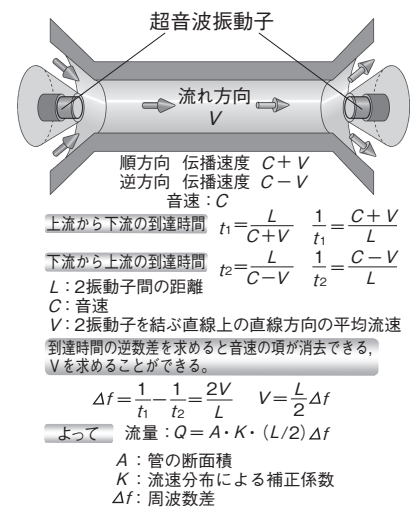 超音波振動子
流れ方向
V
順方向 伝播速度 C+V
逆方向 伝播速度 C−V
音速：C
上流から下流の到達時間 t1=L/(C+V) 1/t1=(C+V)/L
下流から上流の到達時間 t2=L/(C−V) 1/t2=(C−V)/L
L：2振動子間の距離
C：音速
V：2振動子を結ぶ直線上の直線方向の平均流速
到達時間の逆数差を求めると音速の項が消去できる，
Vを求めることができる。
Δf=1/t1−1/t2=2V/L V=L/2Δf
よって 流量：Q=A・K・(L/2)Δf
A：管の断面積
K：流速分布による補正係数
Δf：周波数差